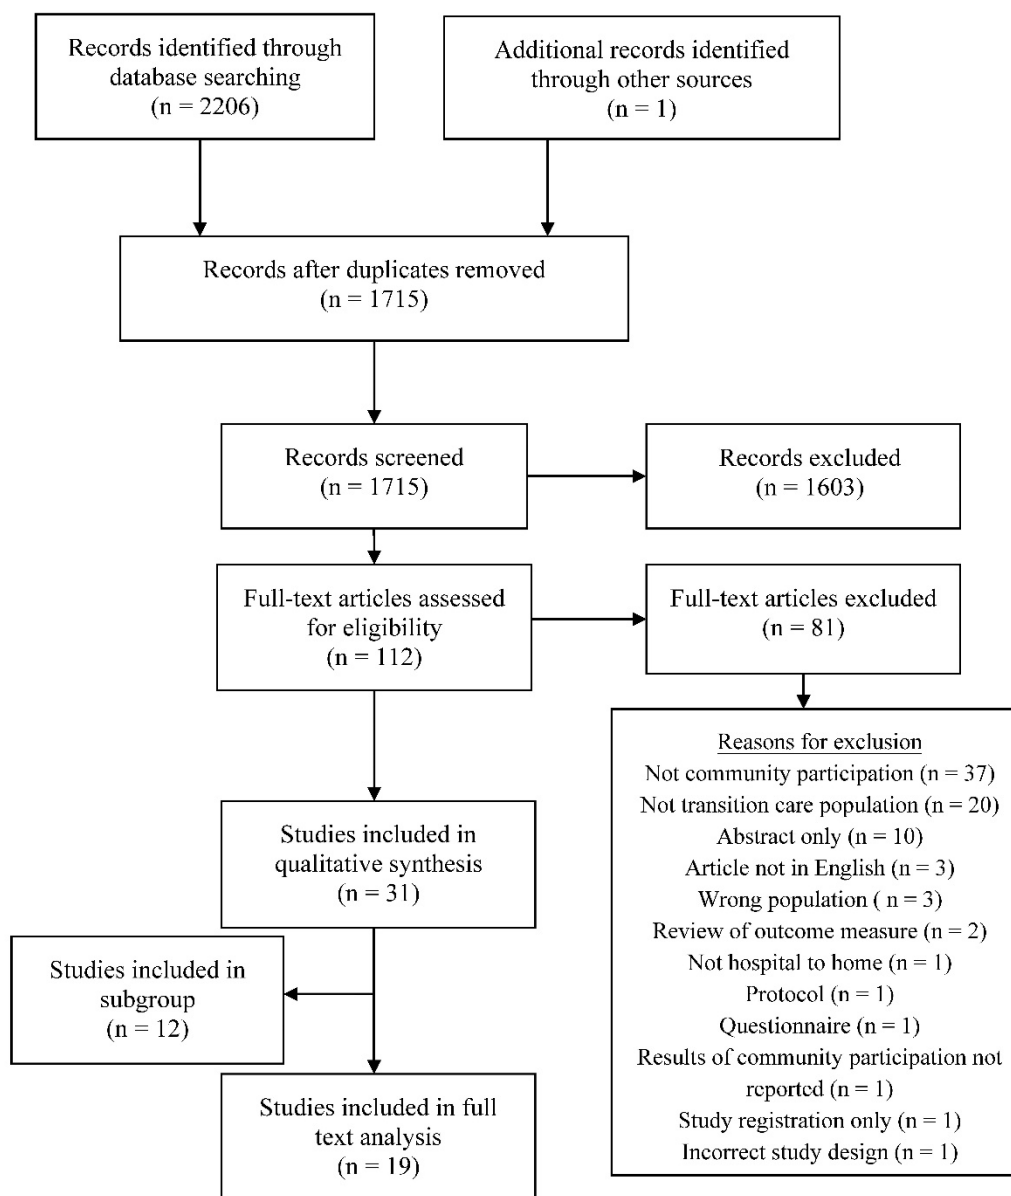 Records identified through
database searching
(n = 2206)
Additional records identified
through other sources
(n = 1)
Records after duplicates removed
(n = 1715)
Records screened
(n = 1715)
Records excluded
(n = 1603)
Full-text articles assessed
for eligibility
(n = 112)
Full-text articles excluded
(n = 81)
Reasons for exclusion
Not community participation (n = 37)
Not transition care population (n = 20)
Abstract only (n = 10)
Article not in English (n = 3)
Wrong population ( n = 3)
Review of outcome measure (n = 2)
Not hospital to home (n = 1)
Protocol (n = 1)
Questionnaire (n = 1)
Results of community participation not
reported (n = 1)
Study registration only (n = 1)
Incorrect study design (n = 1)
Studies included in
qualitative synthesis
(n = 31)
Studies included in
subgroup
(n = 12)
Studies included in full
text analysis
(n = 19)